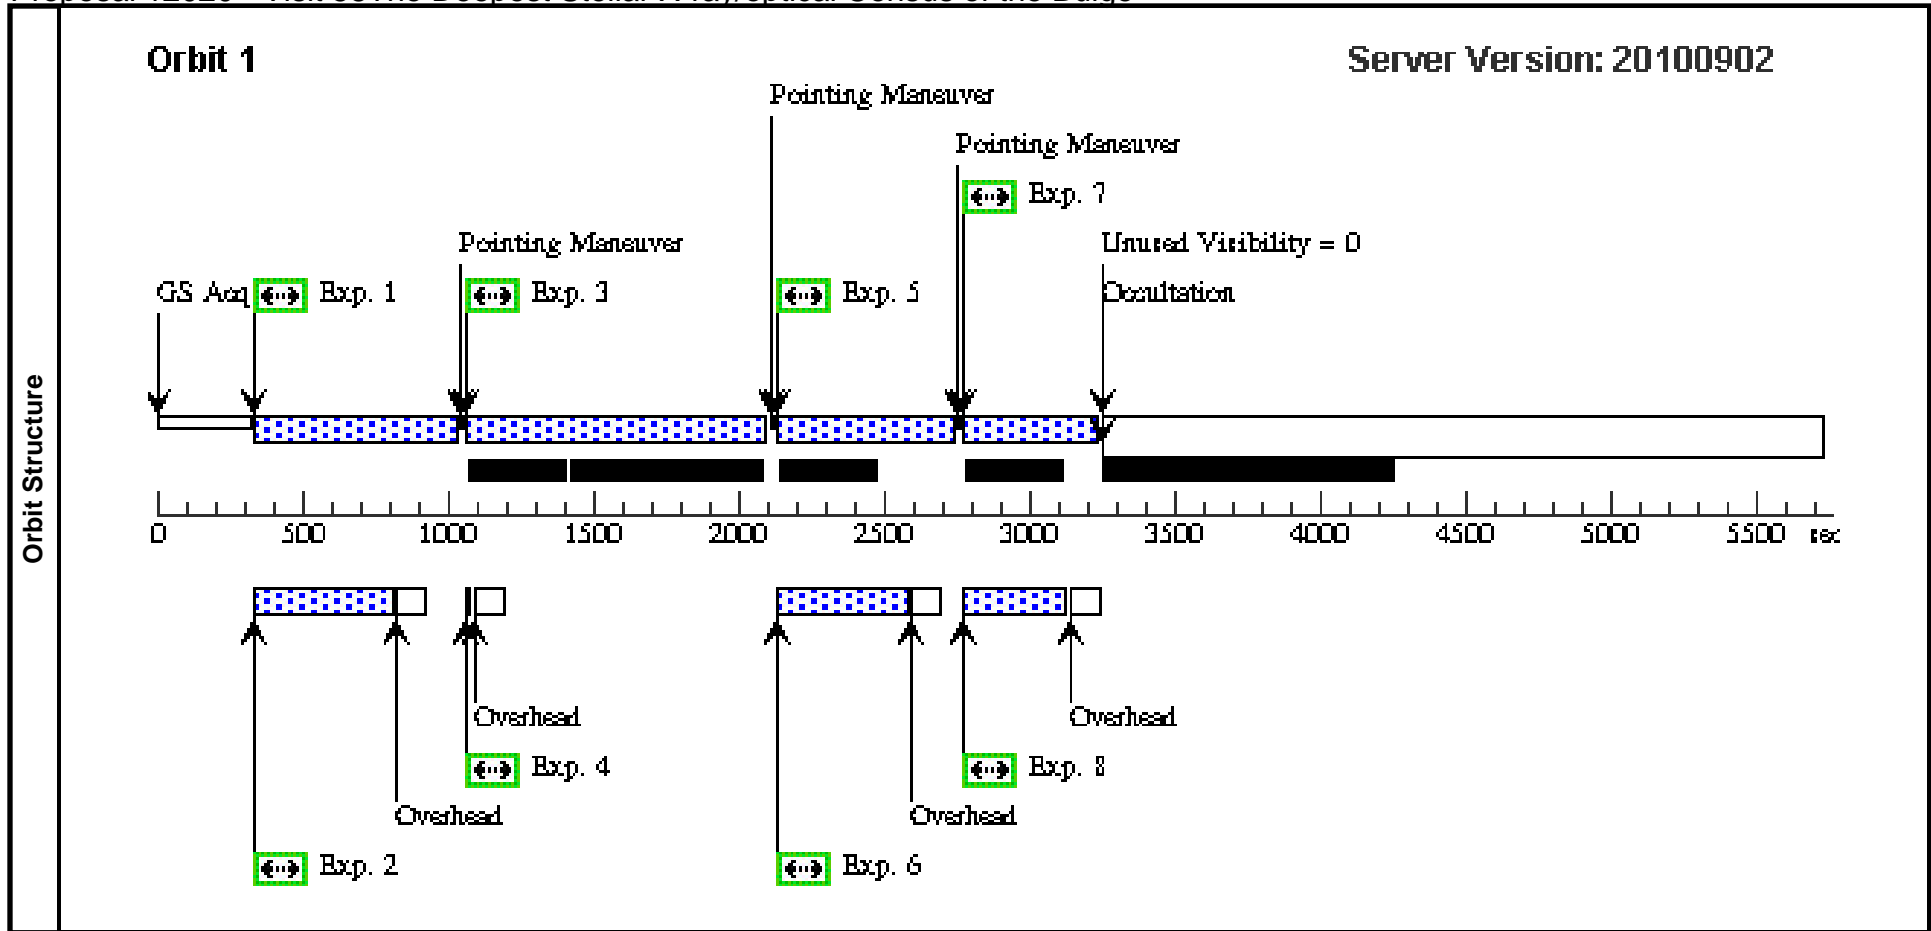 Orbit 1
Server Version: 20100902
Pointing Maneuver
Pointing Maneuver
Exp. 7
Pointing Maneuver
Unused Visibility = 0
GS Acq
Exp. 1
Exp. 3
Exp. 5
Occultation
Orbit Structure
0 500 1000 1500 2000 2500 3000 3500 4000 4500 5000 5500 sec
Overhead
Overhead
Exp. 4
Exp. 8
Overhead
Overhead
Exp. 2
Exp. 6